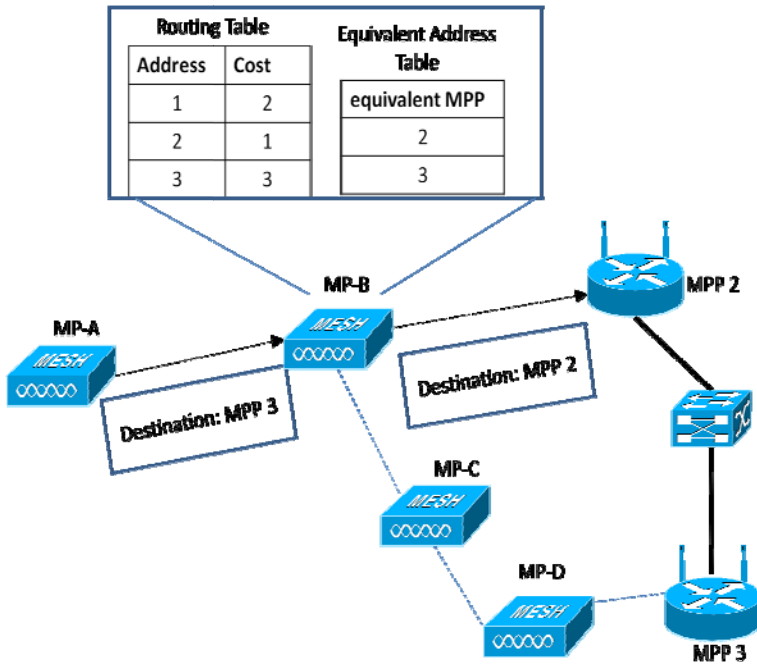 Routing Table
Address Cost
1 2
2 1
3 3
Equivalent Address
Table
equivalent MPP
2
3
MP-B
MESH
MPP 2
MP-A
MESH
Destination: MPP 3
Destination: MPP 2
MP-C
MESH
MP-D
MESH
MPP 3